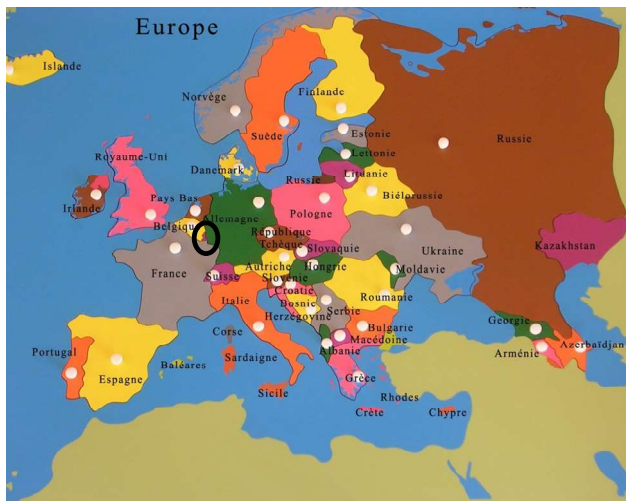 Europe
Islande
Norvège
Finlande
Suède
Estonie
Russie
Lettonie
Royaume-Uni
Danemark
Lituanie
Russie
Biélorussie
Irlande
Pays Bas
Pologne
Allemagne
Belgique
République
Tchèque
Slovaquie
Ukraine
Kazakhstan
France
Suisse
Autriche
Hongrie
Moldavie
Slovénie
Croatie
Italie
Bosnie
Herzégovine
Serbie
Roumanie
Corse
Bulgarie
Georgie
Macédoine
Portugal
Sardaigne
Albanie
Arménie
Azerbaïdjan
Espagne
Baléares
Grèce
Sicile
Rhodes
Crète
Chypre